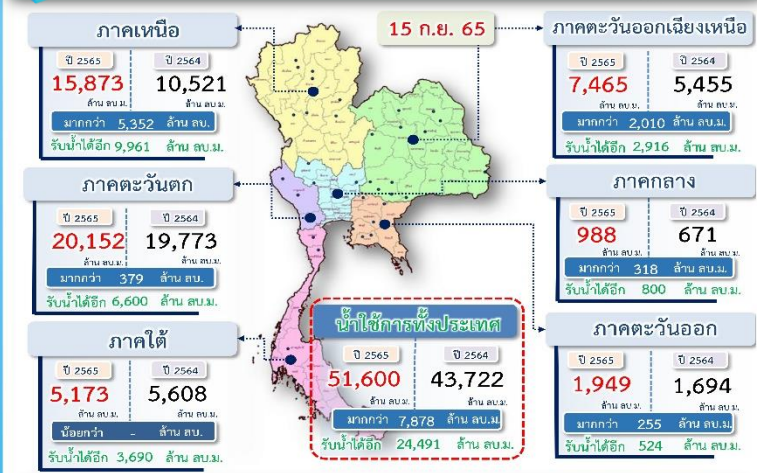 15 ก.ย. 65
ภาคเหนือ
ปี 2565 ปี 2564
15,873 10,521
ล้าน ลบ.ม. ล้าน ลบ.ม.
มากกว่า 5,352 ล้าน ลบ.
รับน้ำได้อีก 9,961 ล้าน ลบ.ม.
ภาคตะวันออกเฉียงเหนือ
ปี 2565 ปี 2564
7,465 5,455
ล้าน ลบ.ม. ล้าน ลบ.ม.
มากกว่า 2,010 ล้าน ลบ.ม.
รับน้ำได้อีก 2,916 ล้าน ลบ.ม.
ภาคตะวันตก
ปี 2565 ปี 2564
20,152 19,773
ล้าน ลบ.ม. ล้าน ลบ.ม.
มากกว่า 379 ล้าน ลบ.
รับน้ำได้อีก 6,600 ล้าน ลบ.ม.
ภาคกลาง
ปี 2565 ปี 2564
988 671
ล้าน ลบ.ม. ล้าน ลบ.ม.
มากกว่า 318 ล้าน ลบ.ม.
รับน้ำได้อีก 800 ล้าน ลบ.ม.
ภาคใต้
ปี 2565 ปี 2564
5,173 5,608
ล้าน ลบ.ม. ล้าน ลบ.ม.
น้อยกว่า - ล้าน ลบ.
รับน้ำได้อีก 3,690 ล้าน ลบ.ม.
น้ำใช้การทั้งประเทศ
ปี 2565 ปี 2564
51,600 43,722
ล้าน ลบ.ม. ล้าน ลบ.ม.
มากกว่า 7,878 ล้าน ลบ.ม.
รับน้ำได้อีก 24,491 ล้าน ลบ.ม.
ภาคตะวันออก
ปี 2565 ปี 2564
1,949 1,694
ล้าน ลบ.ม. ล้าน ลบ.ม.
มากกว่า 255 ล้าน ลบ.ม.
รับน้ำได้อีก 524 ล้าน ลบ.ม.